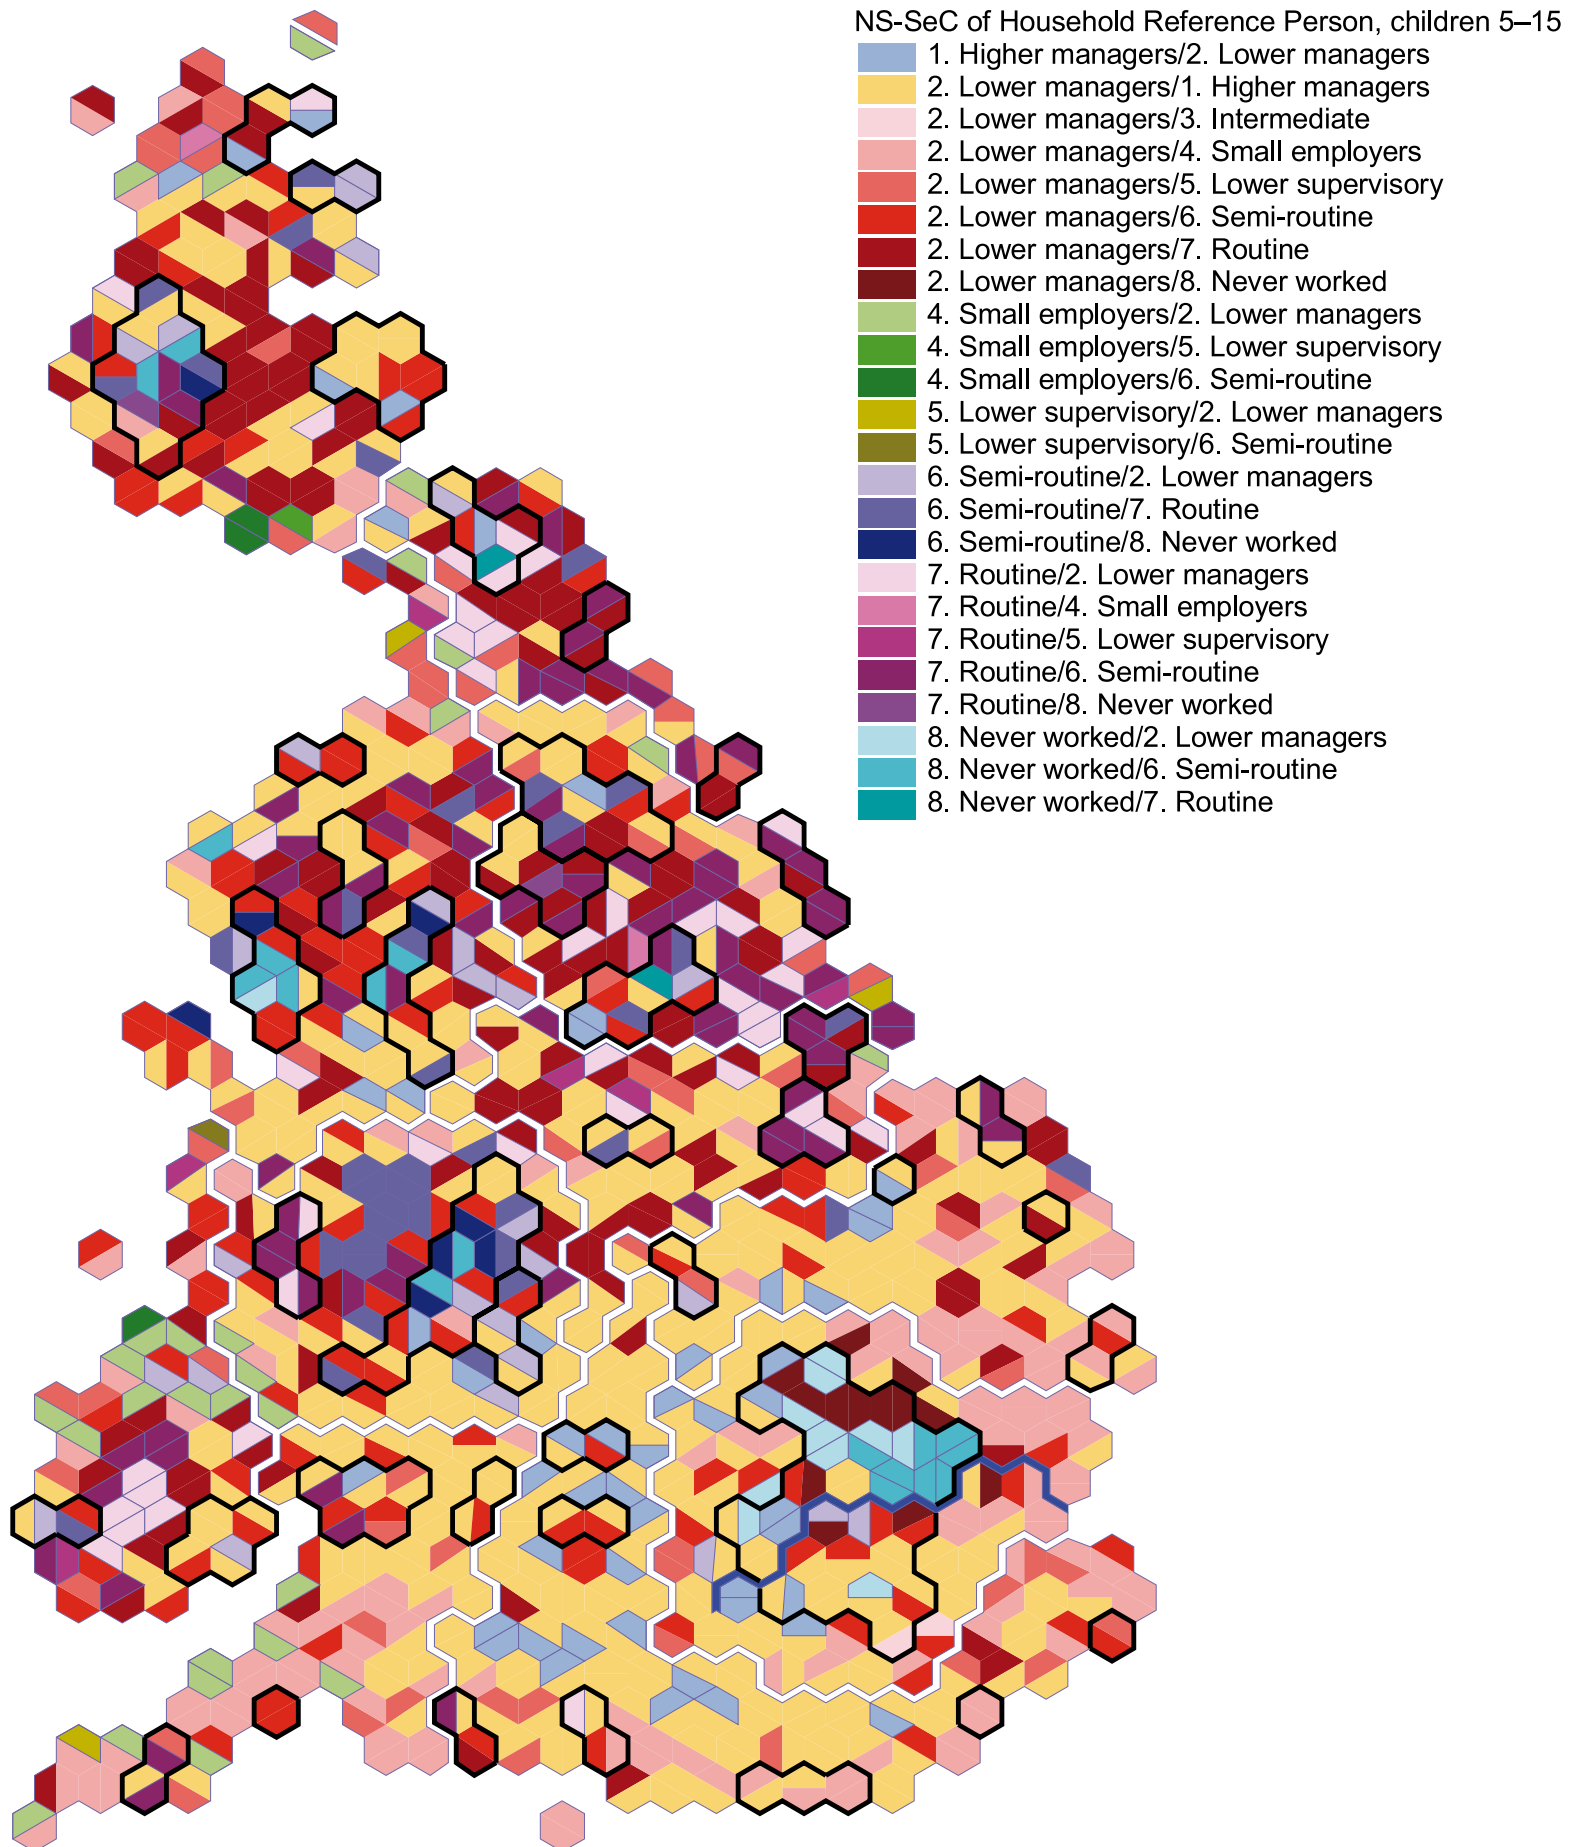 NS-SeC of Household Reference Person, children 5–15
1. Higher managers/2. Lower managers
2. Lower managers/1. Higher managers
2. Lower managers/3. Intermediate
2. Lower managers/4. Small employers
2. Lower managers/5. Lower supervisory
2. Lower managers/6. Semi-routine
2. Lower managers/7. Routine
2. Lower managers/8. Never worked
4. Small employers/2. Lower managers
4. Small employers/5. Lower supervisory
4. Small employers/6. Semi-routine
5. Lower supervisory/2. Lower managers
5. Lower supervisory/6. Semi-routine
6. Semi-routine/2. Lower managers
6. Semi-routine/7. Routine
6. Semi-routine/8. Never worked
7. Routine/2. Lower managers
7. Routine/4. Small employers
7. Routine/5. Lower supervisory
7. Routine/6. Semi-routine
7. Routine/8. Never worked
8. Never worked/2. Lower managers
8. Never worked/6. Semi-routine
8. Never worked/7. Routine